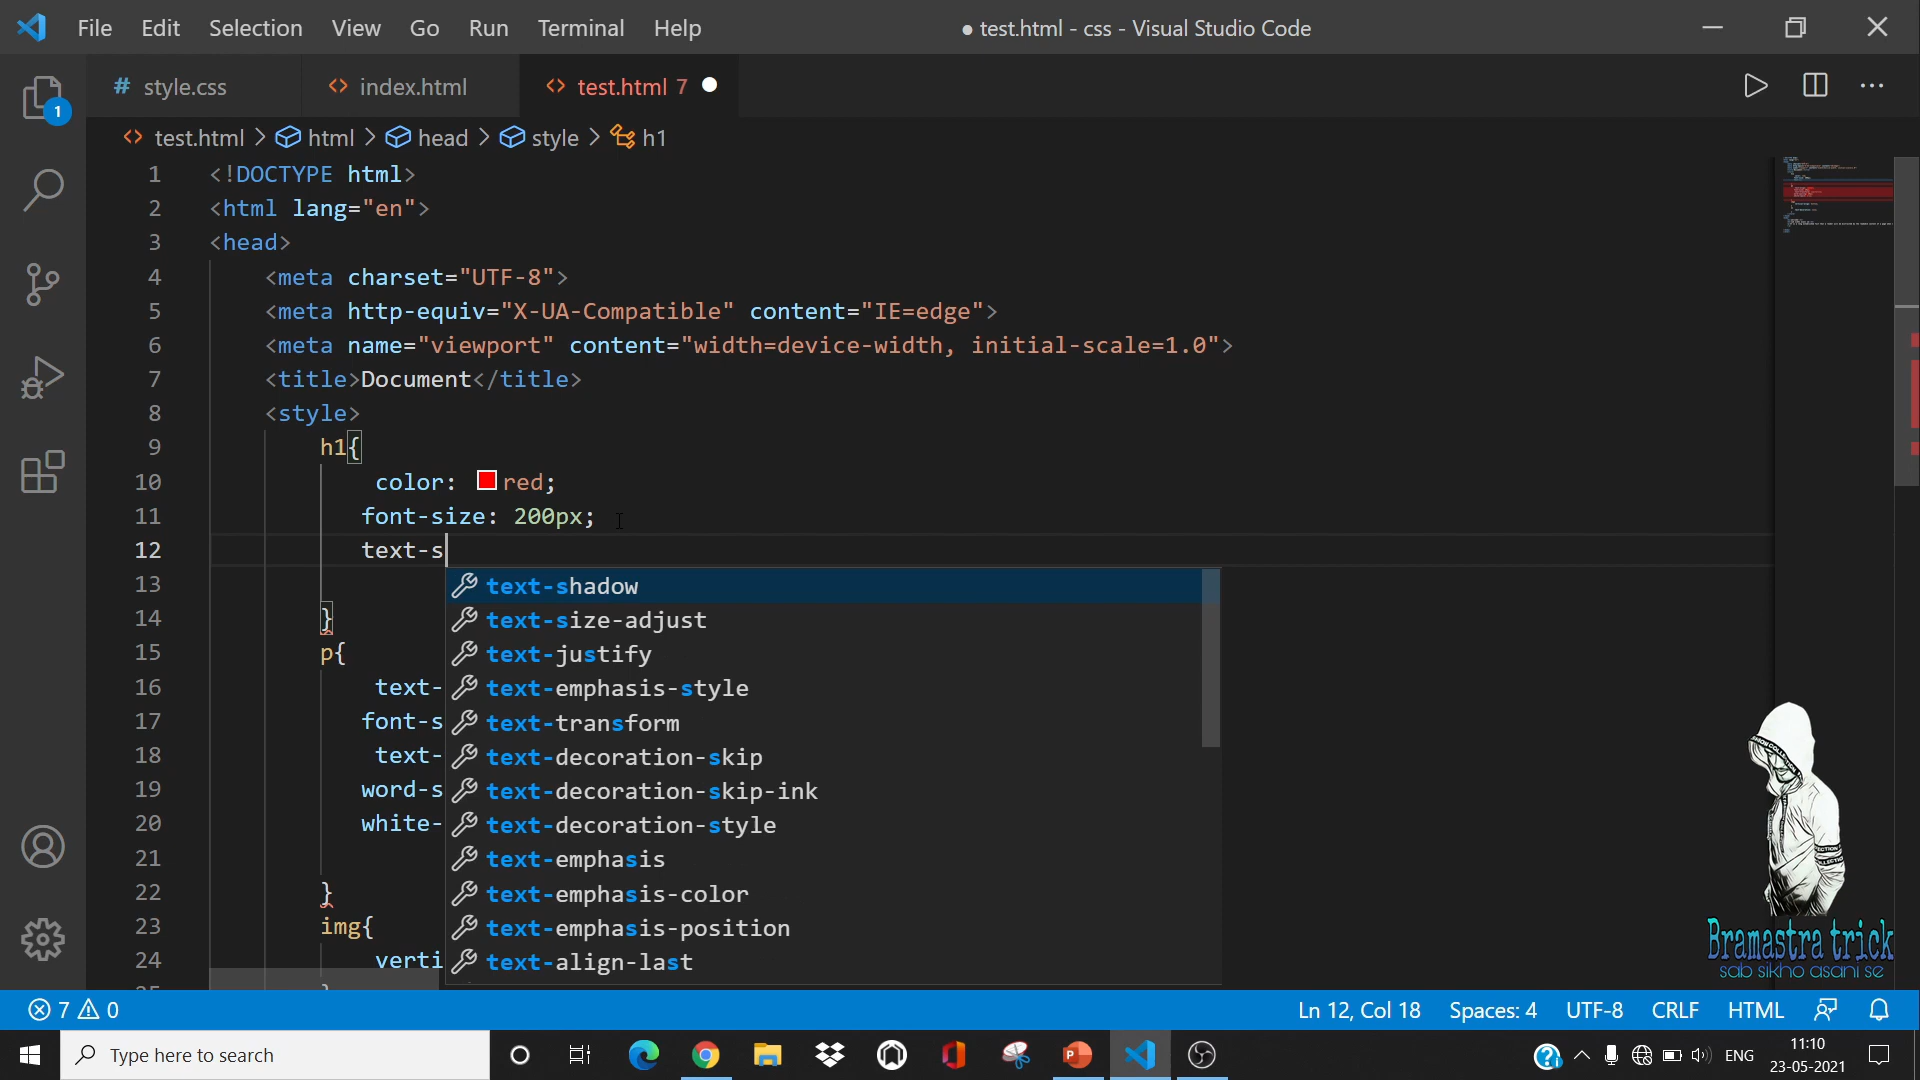 File Edit Selection View Go Run Terminal Help ● test.html - css - Visual Studio Code
# style.css <> index.html <> test.html 7
<> test.html > html > head > style > h1
1 <!DOCTYPE html>
2 <html lang="en">
3 <head>
4 <meta charset="UTF-8">
5 <meta http-equiv="X-UA-Compatible" content="IE=edge">
6 <meta name="viewport" content="width=device-width, initial-scale=1.0">
7 <title>Document</title>
8 <style>
9 h1{
10 color: red;
11 font-size: 200px;
12 text-s
13 text-shadow
text-size-adjust
14 }
15 p{ text-justify
16 text- text-emphasis-style
17 font-s text-transform
18 text- text-decoration-skip
19 word-s text-decoration-skip-ink
20 white- text-decoration-style
21 text-emphasis
22 } text-emphasis-color
23 img{ text-emphasis-position
24 verti text-align-last
1
Bramastra trick
sab sikho asani se
7 0 Ln 12, Col 18 Spaces: 4 UTF-8 CRLF HTML
Type here to search ENG 11:10
23-05-2021